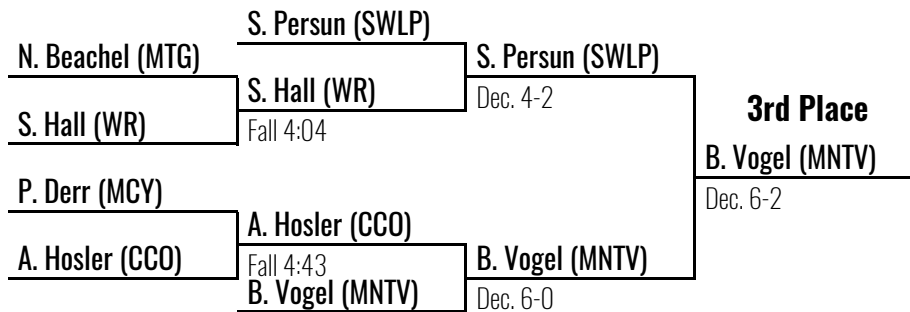 S. Persun (SWLP)
N. Beachel (MTG)
S. Persun (SWLP)
S. Hall (WR)
Dec. 4-2
3rd Place
S. Hall (WR)
Fall 4:04
B. Vogel (MNTV)
P. Derr (MCY)
Dec. 6-2
A. Hosler (CCO)
A. Hosler (CCO)
Fall 4:43
B. Vogel (MNTV)
B. Vogel (MNTV)
Dec. 6-0